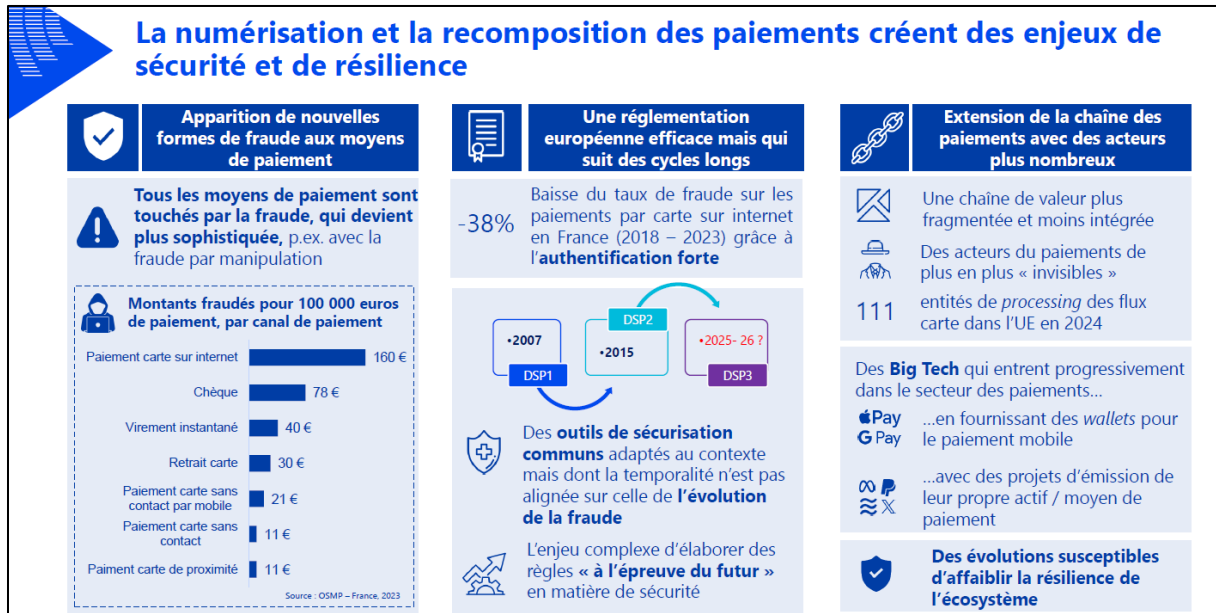 La numérisation et la recomposition des paiements créent des enjeux de
sécurité et de résilience
Apparition de nouvelles
formes de fraude aux moyens
de paiement
Tous les moyens de paiement sont
touchés par la fraude, qui devient
plus sophistiquée, p.ex. avec la
fraude par manipulation
Montants fraudés pour 100 000 euros
de paiement, par canal de paiement
Paiement carte sur internet 160 €
Chèque 78 €
Virement instantané 40 €
Retrait carte 30 €
Paiement carte sans
contact par mobile 21 €
Paiement carte sans
contact 11 €
Paiment carte de proximité 11 €
Source : OSMP – France, 2023
Une réglementation
européenne efficace mais qui
suit des cycles longs
-38%
Baisse du taux de fraude sur les
paiements par carte sur internet
en France (2018 – 2023) grâce à
l'authentification forte
•2007
DSP1
DSP2
•2015
•2025- 26 ?
DSP3
Des outils de sécurisation
communs adaptés au contexte
mais dont la temporalité n'est pas
alignée sur celle de l'évolution
de la fraude
L'enjeu complexe d'élaborer des
règles « à l'épreuve du futur »
en matière de sécurité
Extension de la chaîne des
paiements avec des acteurs
plus nombreux
Une chaîne de valeur plus
fragmentée et moins intégrée
Des acteurs du paiements de
plus en plus « invisibles »
111
entités de processing des flux
carte dans l'UE en 2024
Des Big Tech qui entrent progressivement
dans le secteur des paiements…
Pay
G Pay
…en fournissant des wallets pour
le paiement mobile
…avec des projets d'émission de
leur propre actif / moyen de
paiement
Des évolutions susceptibles
d'affaiblir la résilience de
l'écosystème